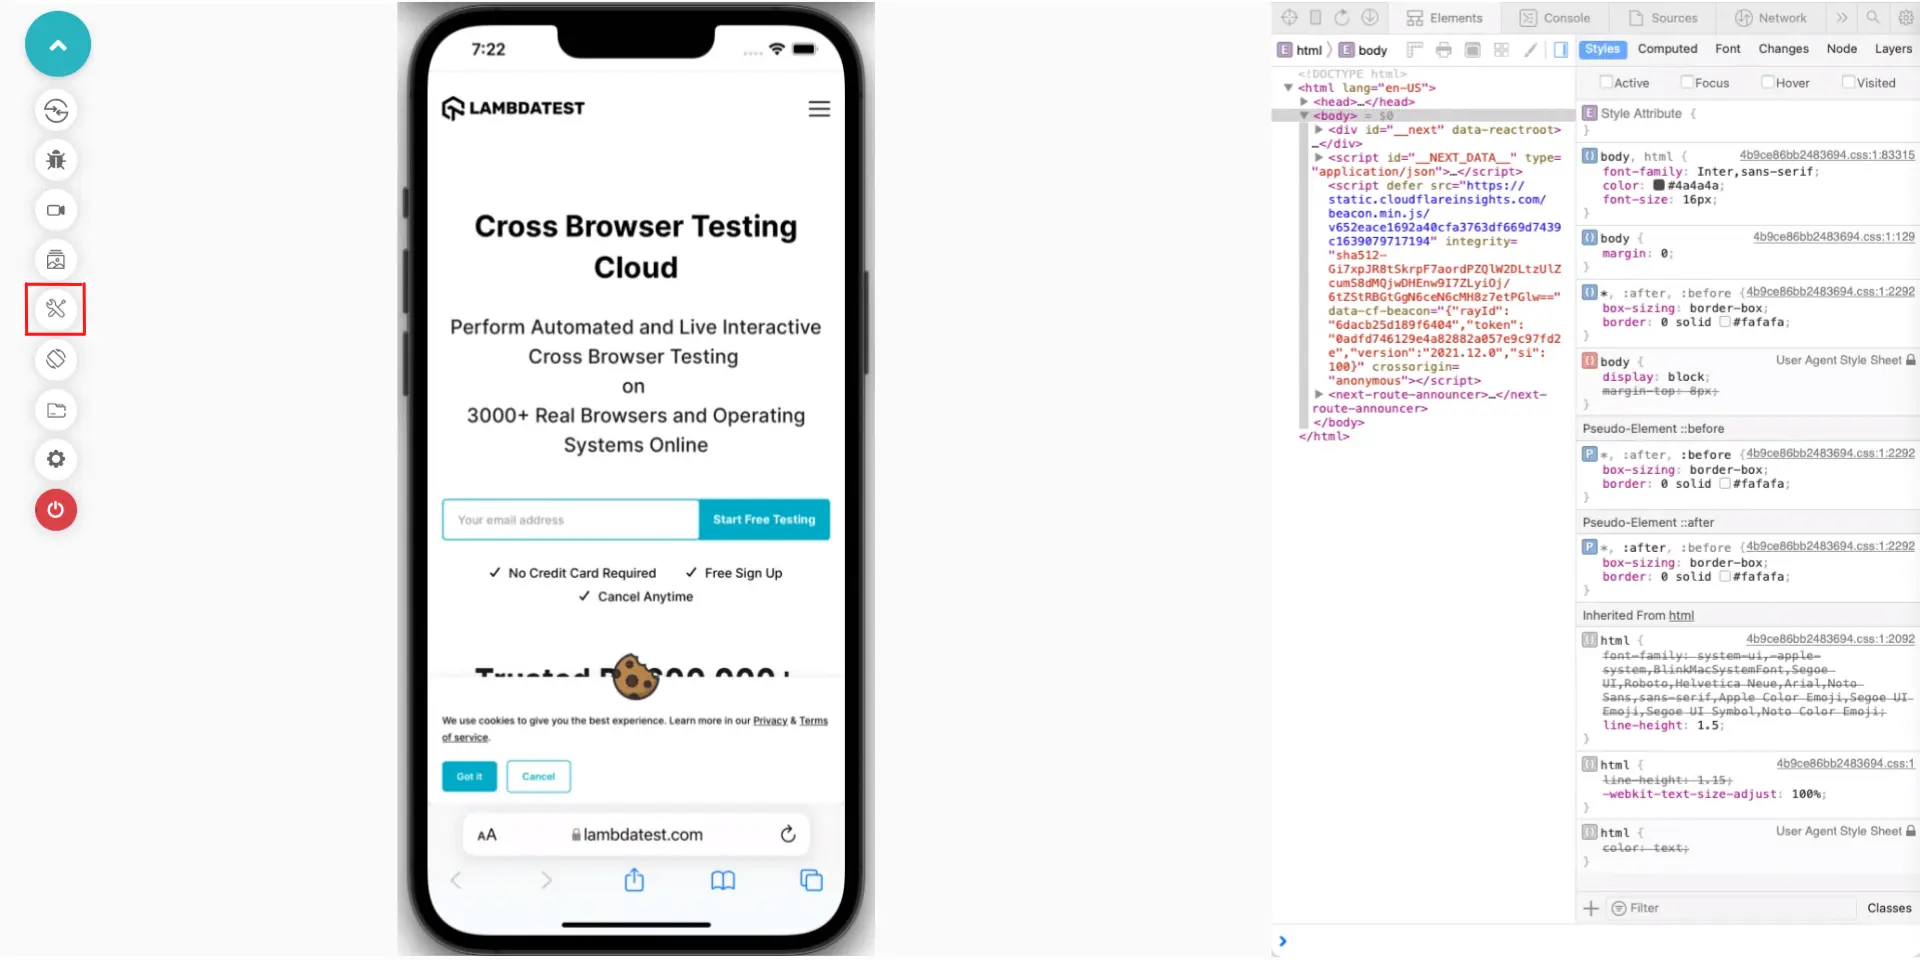 7:22
LAMBDATEST
Cross Browser Testing
Cloud
Perform Automated and Live Interactive
Cross Browser Testing
on
3000+ Real Browsers and Operating
Systems Online
Your email address
Start Free Testing
✓ No Credit Card Required ✓ Free Sign Up
✓ Cancel Anytime
We use cookies to give you the best experience. Learn more in our Privacy & Terms
of service.
Got it
Cancel
AA
lambdatest.com
Elements
Console
Sources
Network
E html
E body
<!DOCTYPE html>
<html lang="en-US">
<head>…</head>
<body> = $0
<div id="__next" data-reactroot>
…</div>
<script id="__NEXT_DATA__" type=
"application/json">…</script>
<script defer src="https://
static.cloudflareinsights.com/
beacon.min.js/
v652eace1692a40cfa3763df669d7439
c1639079717194" integrity=
"sha512-
Gi7xpJR8tSkrpF7aordPZQlW2DLtzUlZ
cumS8dMQjwDHEnw9I7ZLyiOj/
6tZStRBGtGgN6ceN6cMH8z7etPGlw=="
data-cf-beacon="{"rayId":
"6dacb25d189f6404","token":
"0adfd746129e4a82882a057e9c97fd2
e","version":"2021.12.0","si":
100}" crossorigin=
"anonymous"></script>
<next-route-announcer>…</next-
route-announcer>
</body>
</html>
Styles Computed Font Changes Node Layers
Active Focus Hover Visited
E Style Attribute {
}
{} body, html { 4b9ce86bb2483694.css:1:83315
font-family: Inter,sans-serif;
color: #4a4a4a;
font-size: 16px;
}
{} body { 4b9ce86bb2483694.css:1:129
margin: 0;
}
{} *, :after, :before { 4b9ce86bb2483694.css:1:2292
box-sizing: border-box;
border: 0 solid #fafafa;
}
{} body { User Agent Style Sheet
display: block;
margin-top: 8px;
}
Pseudo-Element ::before
P *, :after, :before { 4b9ce86bb2483694.css:1:2292
box-sizing: border-box;
border: 0 solid #fafafa;
}
Pseudo-Element ::after
P *, :after, :before { 4b9ce86bb2483694.css:1:2292
box-sizing: border-box;
border: 0 solid #fafafa;
}
Inherited From html
{} html { 4b9ce86bb2483694.css:1:2092
font-family: system-ui,-apple-
system,BlinkMacSystemFont,Segoe
UI,Roboto,Helvetica Neue,Arial,Noto
Sans,sans-serif,Apple Color Emoji,Segoe UI
Emoji,Segoe UI Symbol,Noto Color Emoji;
line-height: 1.5;
}
{} html { 4b9ce86bb2483694.css:1
line-height: 1.15;
-webkit-text-size-adjust: 100%;
}
{} html { User Agent Style Sheet
color: text;
}
Filter
Classes